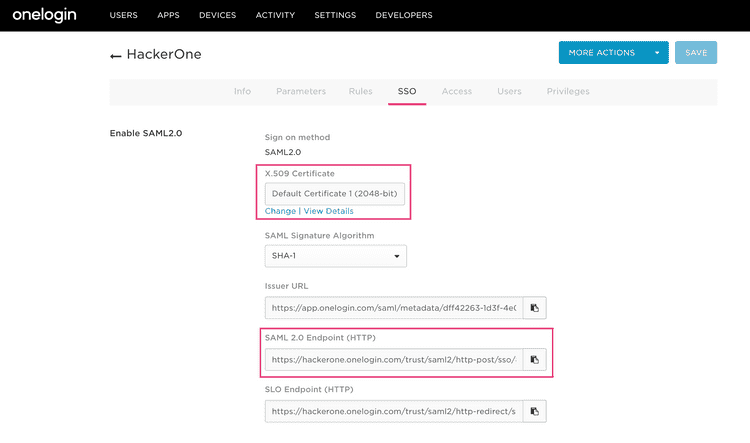 onelogin USERS APPS DEVICES ACTIVITY SETTINGS DEVELOPERS
← HackerOne MORE ACTIONS SAVE
Info Parameters Rules SSO Access Users Privileges
Enable SAML2.0
Sign on method
SAML2.0
X.509 Certificate
Default Certificate 1 (2048-bit)
Change | View Details
SAML Signature Algorithm
SHA-1
Issuer URL
https://app.onelogin.com/saml/metadata/dff42263-1d3f-4e0
SAML 2.0 Endpoint (HTTP)
https://hackerone.onelogin.com/trust/saml2/http-post/sso/
SLO Endpoint (HTTP)
https://hackerone.onelogin.com/trust/saml2/http-redirect/s